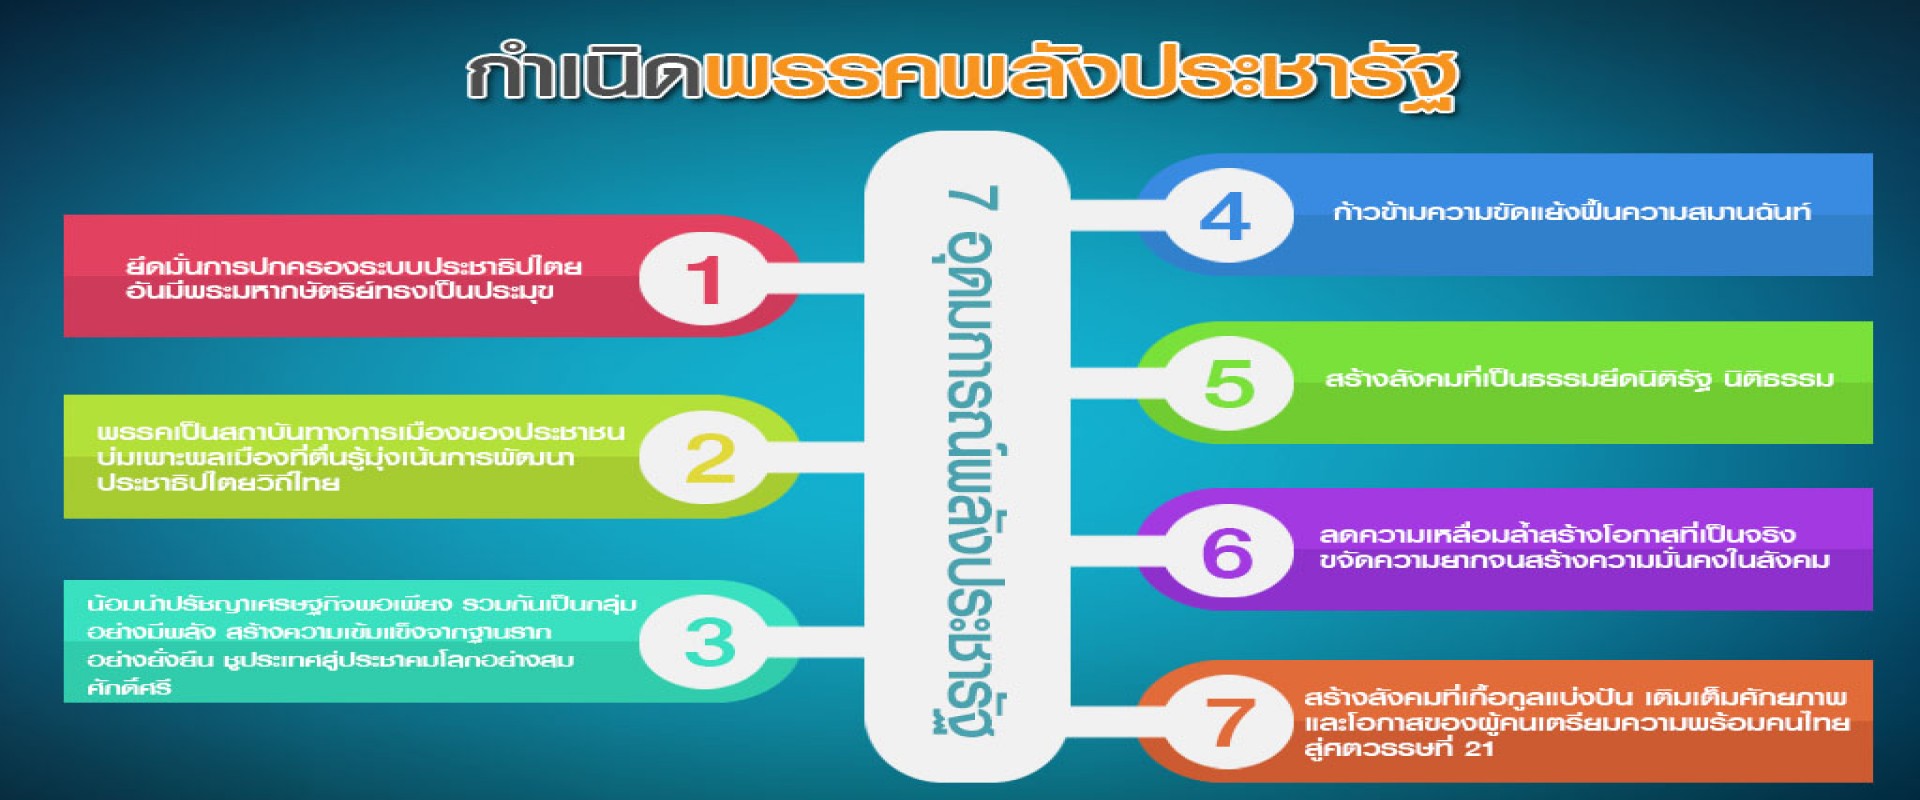 กำเนิดพรรคพลังประชารัฐ
7 อุดมการณ์พลังประชารัฐ
1
ยึดมั่นการปกครองระบบประชาธิปไตย
อันมีพระมหากษัตริย์ทรงเป็นประมุข
2
พรรคเป็นสถาบันทางการเมืองของประชาชน
บ่มเพาะพลเมืองที่ตื่นรู้มุ่งเน้นการพัฒนา
ประชาธิปไตยวิถีไทย
3
น้อมนำปรัชญาเศรษฐกิจพอเพียง รวมกันเป็นกลุ่ม
อย่างมีพลัง สร้างความเข้มแข็งจากฐานราก
อย่างยั่งยืน ชูประเทศสู่ประชาคมโลกอย่างสม
ศักดิ์ศรี
4
ก้าวข้ามความขัดแย้งฟื้นความสมานฉันท์
5
สร้างสังคมที่เป็นธรรมยึดนิติรัฐ นิติธรรม
6
ลดความเหลื่อมล้ำสร้างโอกาสที่เป็นจริง
ขจัดความยากจนสร้างความมั่นคงในสังคม
7
สร้างสังคมที่เกื้อกูลแบ่งปัน เติมเต็มศักยภาพ
และโอกาสของผู้คนเตรียมความพร้อมคนไทย
สู่ศตวรรษที่ 21